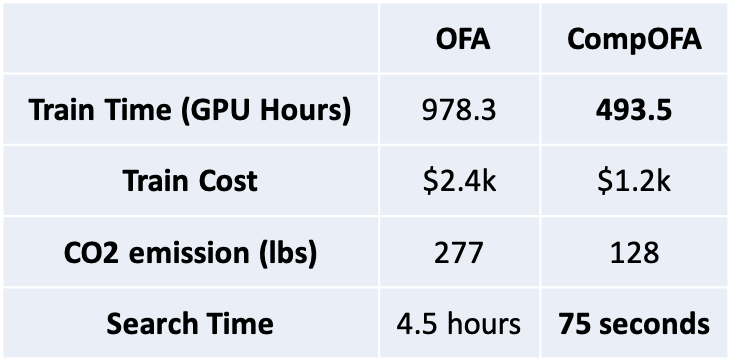 OFA CompOFA
Train Time (GPU Hours) 978.3 493.5
Train Cost $2.4k $1.2k
CO2 emission (lbs) 277 128
Search Time 4.5 hours 75 seconds